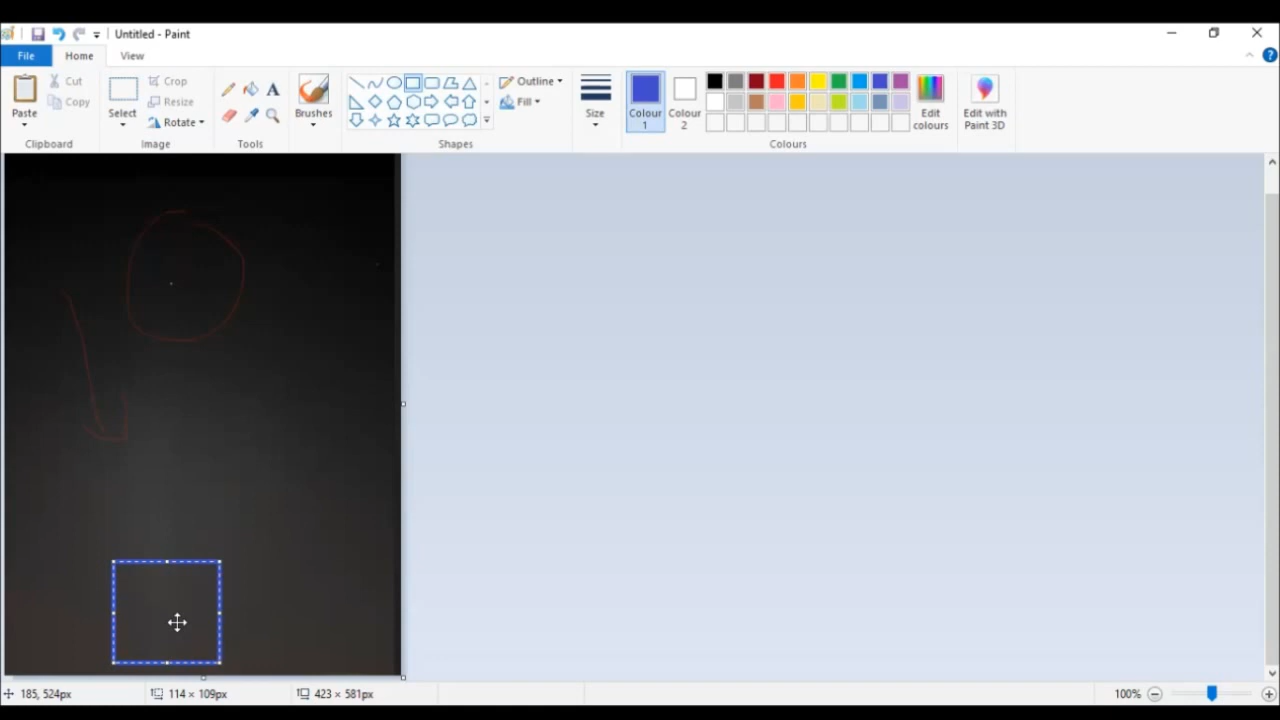 Untitled - Paint
File Home View
Paste
Cut
Copy
Clipboard
Select
Crop
Resize
Rotate
Image
A
Tools
Brushes
Outline
Fill
Shapes
Size
Colour 1
Colour 2
Edit colours
Colours
Edit with Paint 3D
185, 524px 114 × 109px 423 × 581px 100%